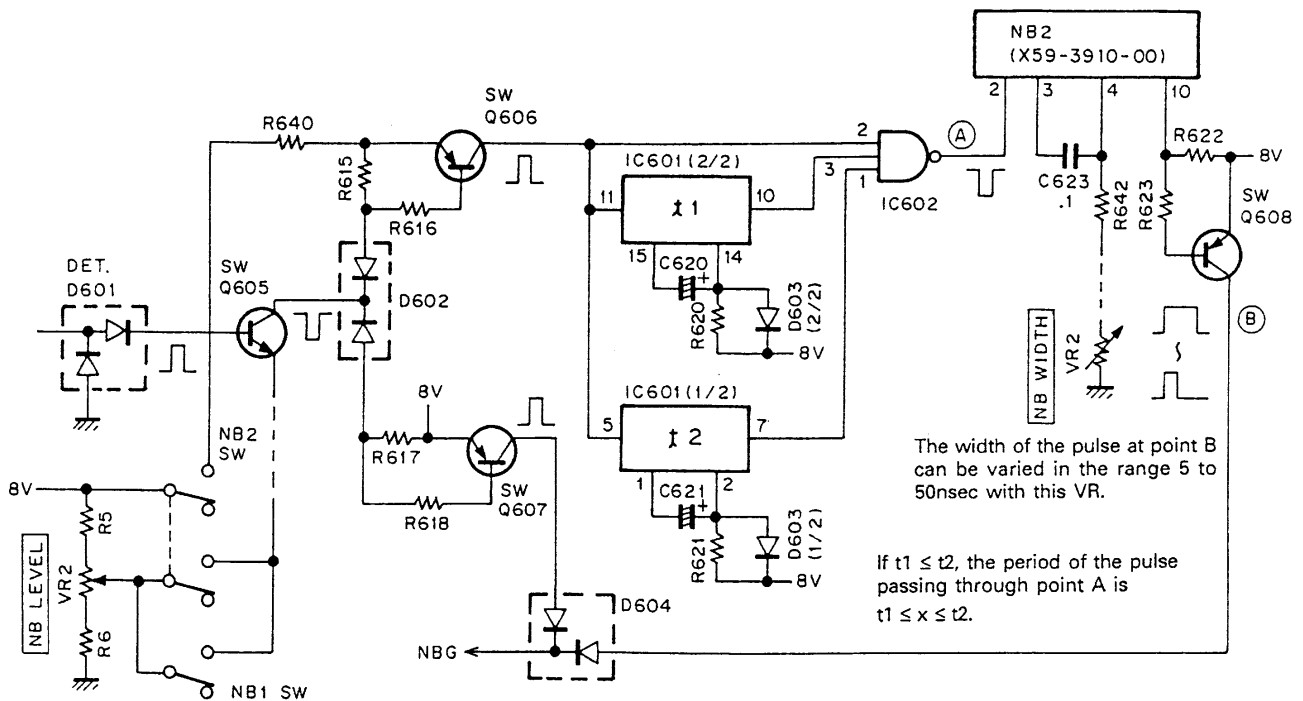 NB2
(X59-3910-00)
2
3
4
10
SW
Q606
R640
R615
R616
2
3
1
IC602
A
C623
.1
R642
R623
R622
8V
SW
Q608
IC601 (2/2)
11
t1
10
15
14
C620
+
R620
D603
(2/2)
8V
DET.
D601
SW
Q605
D602
B
NB WIDTH
VR2
8V
R617
R618
SW
Q607
IC601 (1/2)
5
t2
7
1
2
C621
+
R621
D603
(1/2)
8V
The width of the pulse at point B
can be varied in the range 5 to
50nsec with this VR.
If t1 ≤ t2, the period of the pulse
passing through point A is
t1 ≤ x ≤ t2.
NB2
SW
8V
R5
NB LEVEL
VR2
R6
NB1 SW
D604
NBG